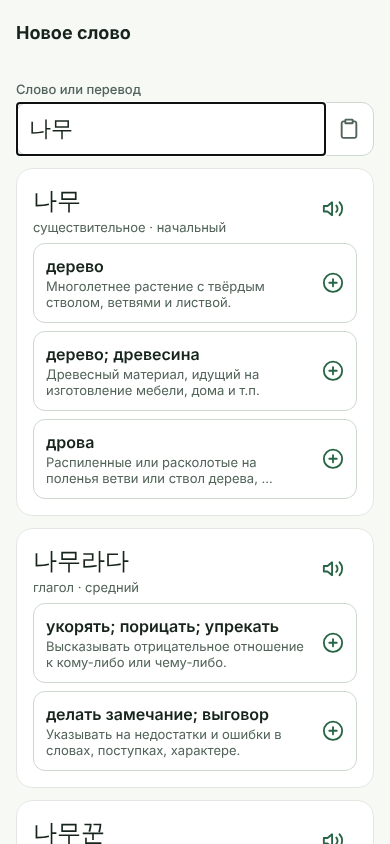 Новое слово
Слово или перевод
나무
나무
существительное · начальный
дерево
Многолетнее растение с твёрдым
стволом, ветвями и листвой.
дерево; древесина
Древесный материал, идущий на
изготовление мебели, дома и т.п.
дрова
Распиленные или расколотые на
поленья ветви или ствол дерева, ...
나무라다
глагол · средний
укорять; порицать; упрекать
Высказывать отрицательное отношение
к кому-либо или чему-либо.
делать замечание; выговор
Указывать на недостатки и ошибки в
словах, поступках, характере.
나무꾼